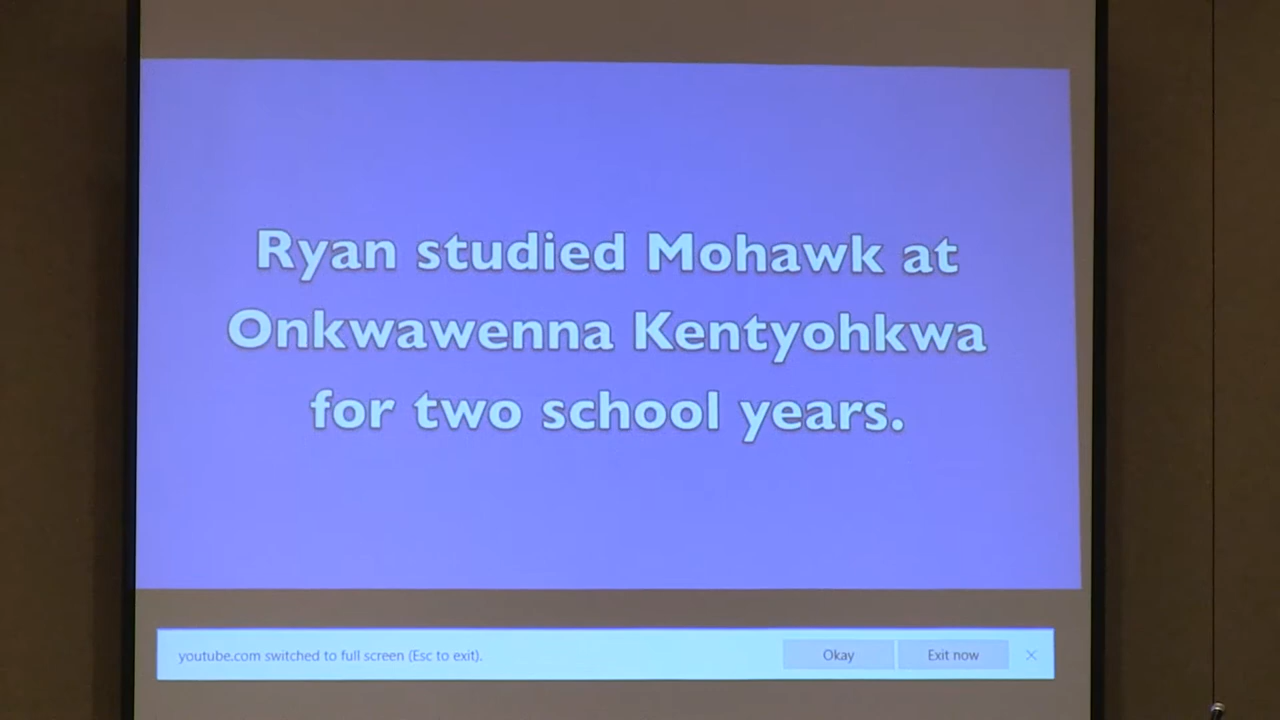 Ryan studied Mohawk at
Onkwawenna Kentyohkwa
for two school years.
youtube.com switched to full screen (Esc to exit).
Okay
Exit now